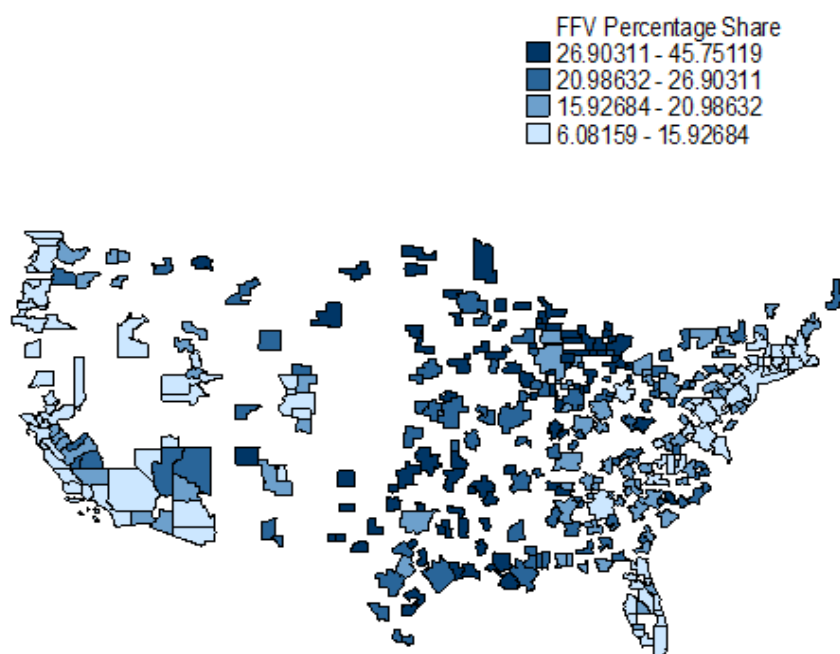 FFV Percentage Share
26.90311 - 45.75119
20.98632 - 26.90311
15.92684 - 20.98632
6.08159 - 15.92684